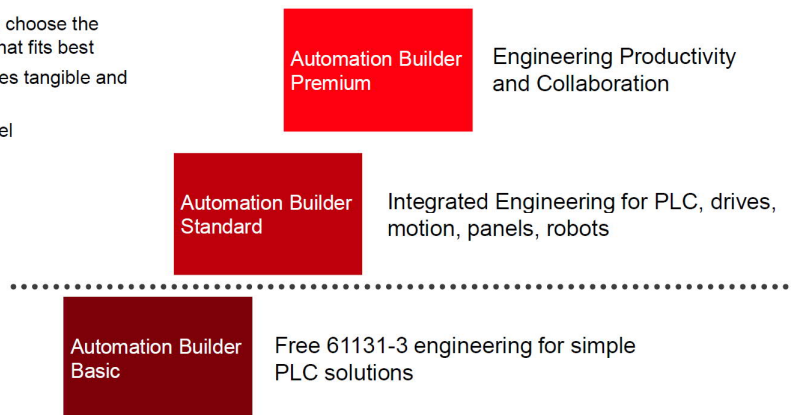 choose the
hat fits best
es tangible and
el
Automation Builder
Premium
Engineering Productivity
and Collaboration
Automation Builder
Standard
Integrated Engineering for PLC, drives,
motion, panels, robots
Automation Builder
Basic
Free 61131-3 engineering for simple
PLC solutions